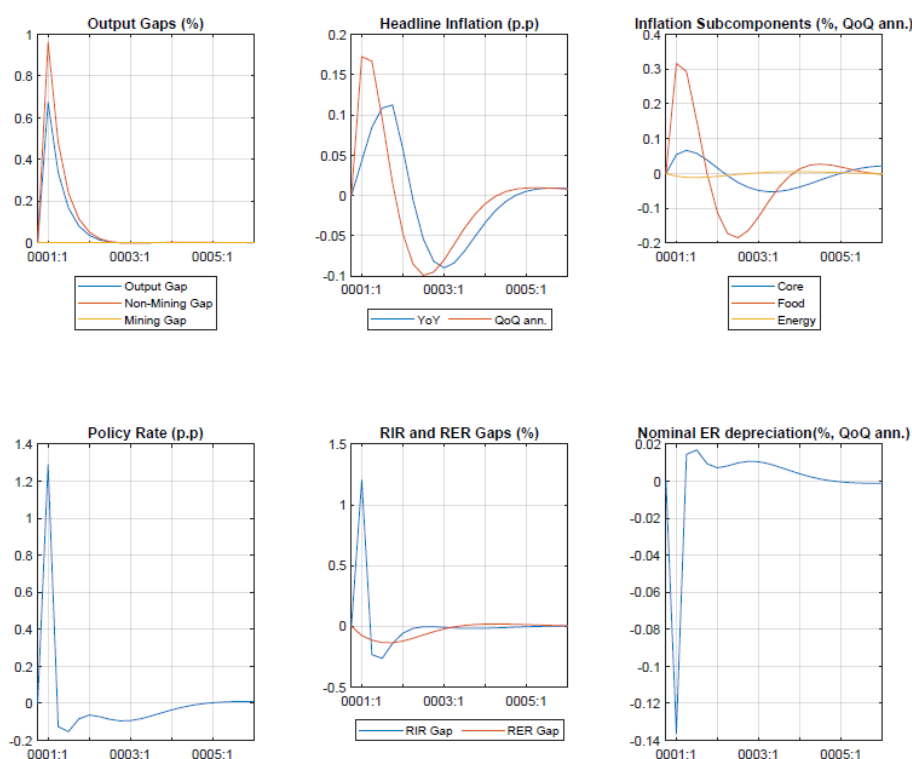 Output Gaps (%)
1
0.8
0.6
0.4
0.2
0
0001:1 0003:1 0005:1
Output Gap
Non-Mining Gap
Mining Gap
Headline Inflation (p.p)
0.2
0.15
0.1
0.05
0
-0.05
-0.1
0001:1 0003:1 0005:1
YoY QoQ ann.
Inflation Subcomponents (%, QoQ ann.)
0.4
0.3
0.2
0.1
0
-0.1
-0.2
0001:1 0003:1 0005:1
Core
Food
Energy
Policy Rate (p.p)
1.4
1.2
1
0.8
0.6
0.4
0.2
0
-0.2
0001:1 0003:1 0005:1
RIR and RER Gaps (%)
1.5
1
0.5
0
-0.5
0001:1 0003:1 0005:1
RIR Gap RER Gap
Nominal ER depreciation(%, QoQ ann.)
0.02
0
-0.02
-0.04
-0.06
-0.08
-0.1
-0.12
-0.14
0001:1 0003:1 0005:1